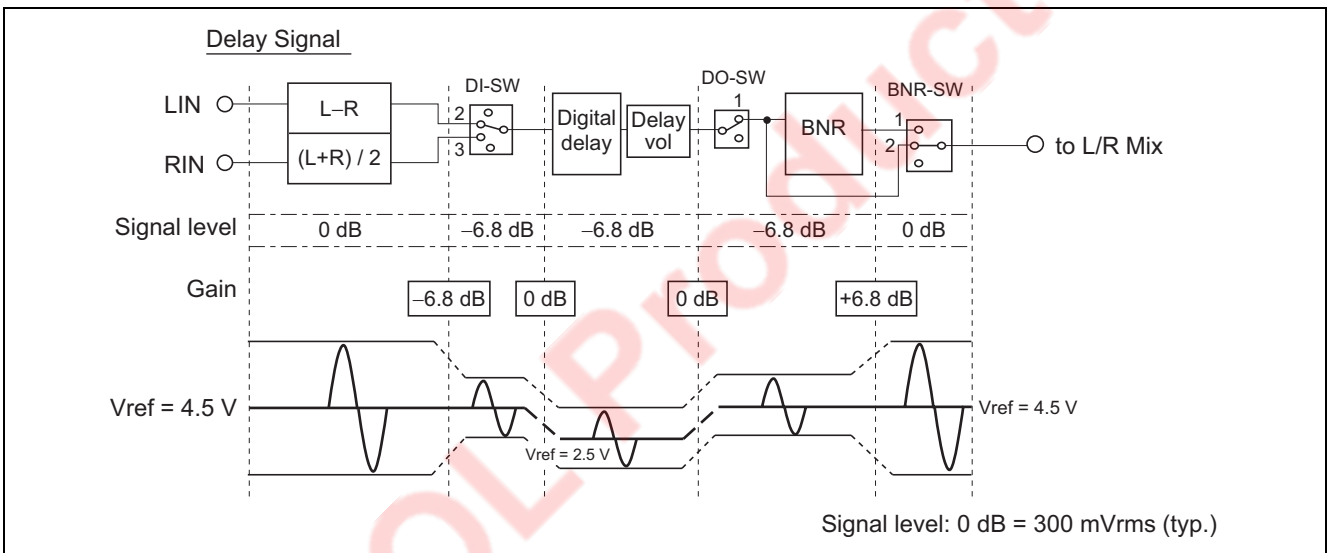 Delay Signal
LIN
RIN
L–R
(L+R) / 2
DI-SW
2
3
Digital
delay
Delay
vol
DO-SW
1
BNR
BNR-SW
1
2
to L/R Mix
Signal level
0 dB
–6.8 dB
–6.8 dB
–6.8 dB
0 dB
Gain
–6.8 dB
0 dB
0 dB
+6.8 dB
Vref = 4.5 V
Vref = 2.5 V
Vref = 4.5 V
Signal level: 0 dB = 300 mVrms (typ.)
OL Product